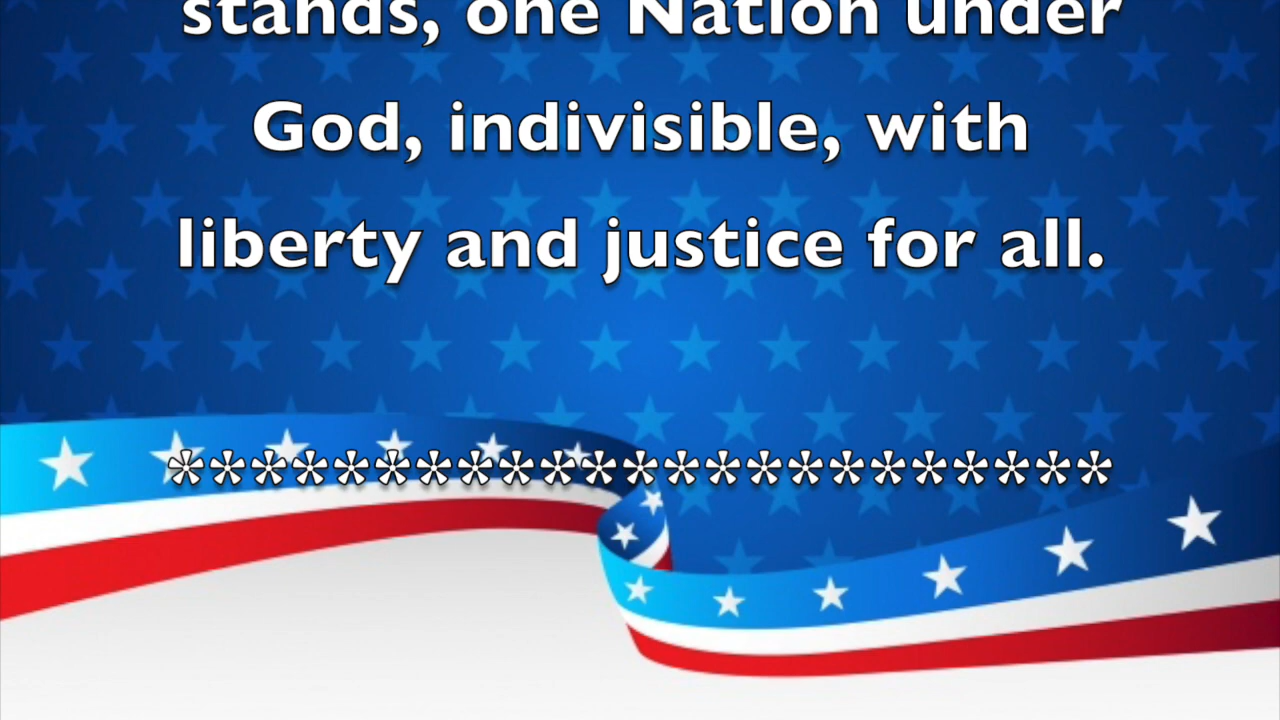 stands, one Nation under
God, indivisible, with
liberty and justice for all.
***********************